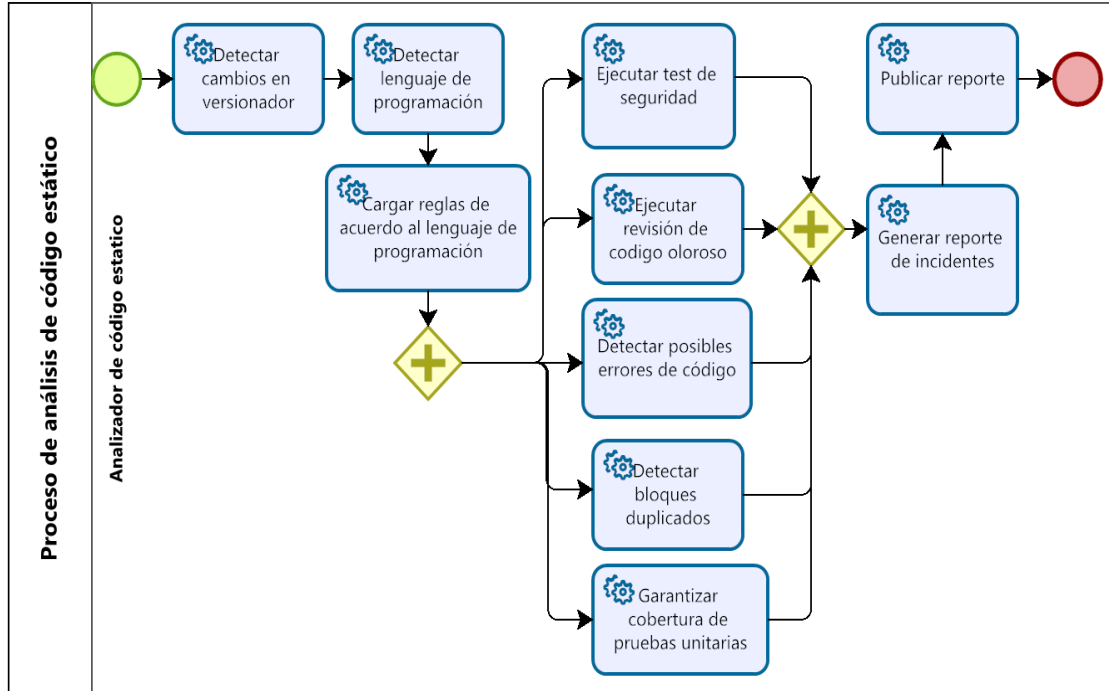 Proceso de análisis de código estático
Analizador de código estatico
Detectar
cambios en
versionador
Detectar
lenguaje de
programación
Cargar reglas de
acuerdo al lenguaje de
programación
Ejecutar test de
seguridad
Ejecutar
revisión de
codigo oloroso
Detectar posibles
errores de código
Detectar
bloques
duplicados
Garantizar
cobertura de
pruebas unitarias
Generar reporte
de incidentes
Publicar reporte